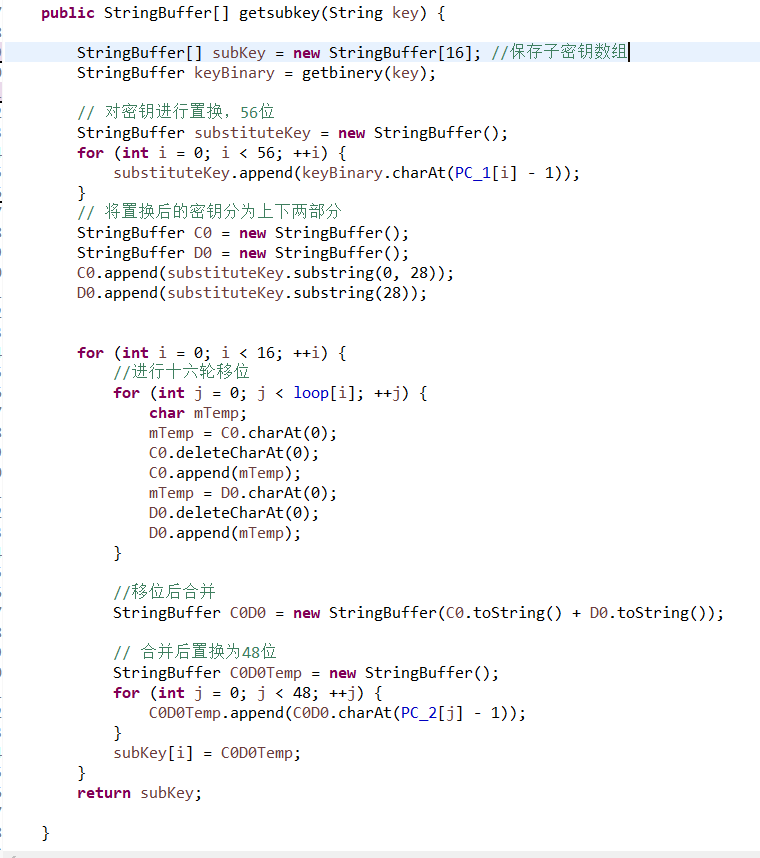 public StringBuffer[] getsubkey(String key) {
StringBuffer[] subKey = new StringBuffer[16]; //保存子密钥数组
StringBuffer keyBinary = getbinery(key);
// 对密钥进行置换，56位
StringBuffer substituteKey = new StringBuffer();
for (int i = 0; i < 56; ++i) {
substituteKey.append(keyBinary.charAt(PC_1[i] - 1));
}
// 将置换后的密钥分为上下两部分
StringBuffer C0 = new StringBuffer();
StringBuffer D0 = new StringBuffer();
C0.append(substituteKey.substring(0, 28));
D0.append(substituteKey.substring(28));
for (int i = 0; i < 16; ++i) {
//进行十六轮移位
for (int j = 0; j < loop[i]; ++j) {
char mTemp;
mTemp = C0.charAt(0);
C0.deleteCharAt(0);
C0.append(mTemp);
mTemp = D0.charAt(0);
D0.deleteCharAt(0);
D0.append(mTemp);
}
//移位后合并
StringBuffer C0D0 = new StringBuffer(C0.toString() + D0.toString());
// 合并后置换为48位
StringBuffer C0D0Temp = new StringBuffer();
for (int j = 0; j < 48; ++j) {
C0D0Temp.append(C0D0.charAt(PC_2[j] - 1));
}
subKey[i] = C0D0Temp;
}
return subKey;
}